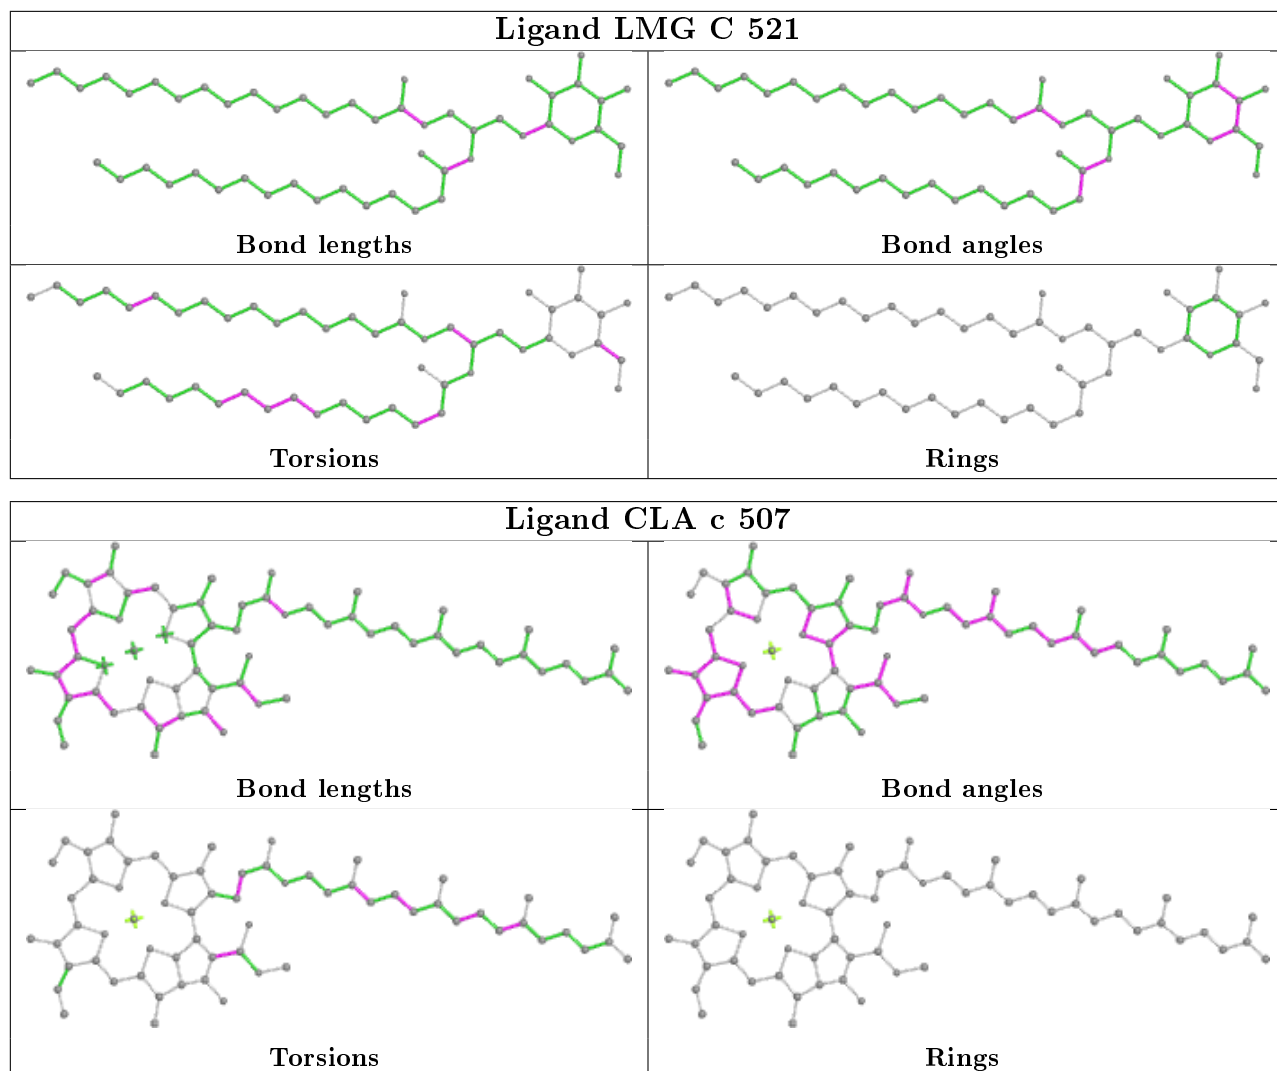 Ligand LMG C 521
Bond lengths
Bond angles
Torsions
Rings
Ligand CLA c 507
Bond lengths
Bond angles
Torsions
Rings